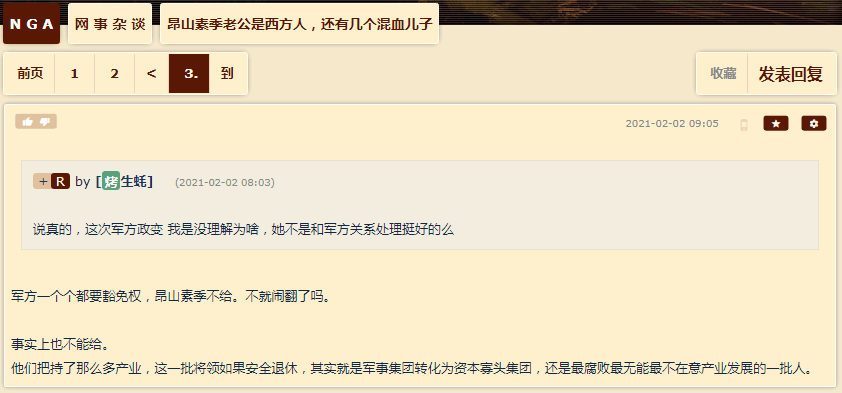 NGA 网事杂谈 昂山素季老公是西方人，还有几个混血儿子
前页 1 2 < 3. 到 收藏 发表回复
2021-02-02 09:05
+ R by [烤生蚝] (2021-02-02 08:03)
说真的，这次军方政变 我是没理解为啥，她不是和军方关系处理挺好的么
军方一个个都要豁免权，昂山素季不给。不就闹翻了吗。
事实上也不能给。
他们把持了那么多产业，这一批将领如果安全退休，其实就是军事集团转化为资本寡头集团，还是最腐败最无能最不在意产业发展的一批人。